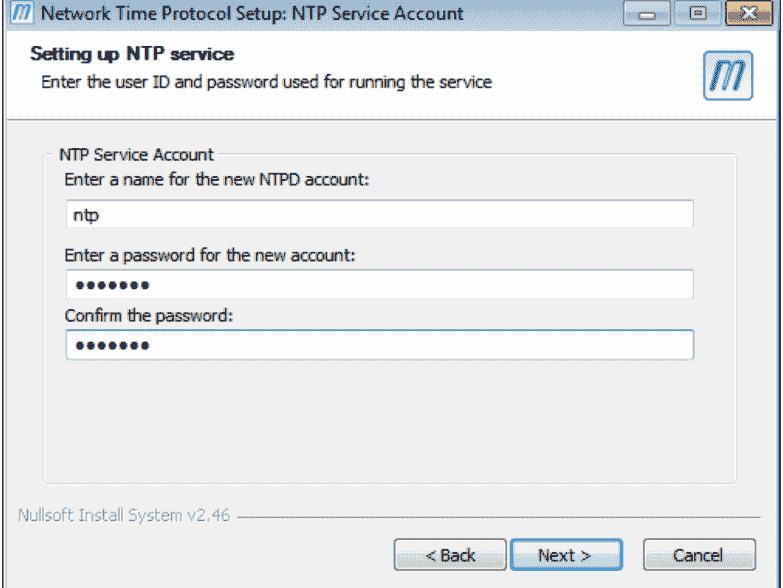 Network Time Protocol Setup: NTP Service Account
Setting up NTP service
Enter the user ID and password used for running the service
NTP Service Account
Enter a name for the new NTPD account:
ntp
Enter a password for the new account:
•••••••
Confirm the password:
•••••••
Nullsoft Install System v2.46
< Back Next > Cancel